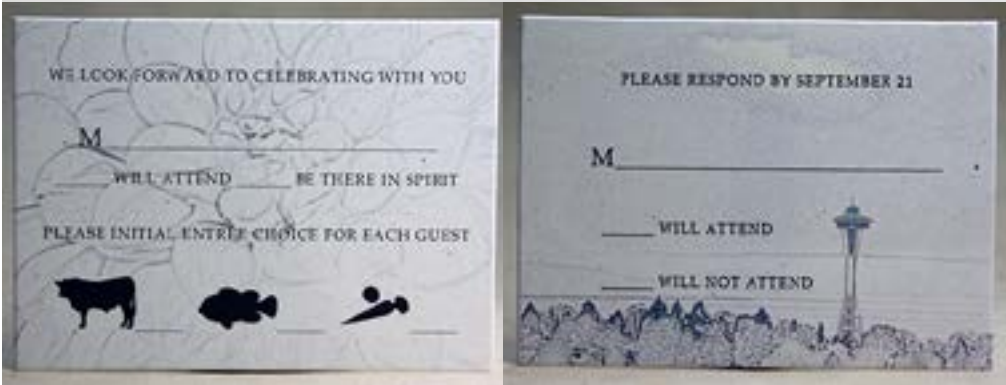 WE LOOK FORWARD TO CELEBRATING WITH YOU
M
WILL ATTEND BE THERE IN SPIRIT
PLEASE INITIAL ENTRÉE CHOICE FOR EACH GUEST
PLEASE RESPOND BY SEPTEMBER 21
M
WILL ATTEND
WILL NOT ATTEND